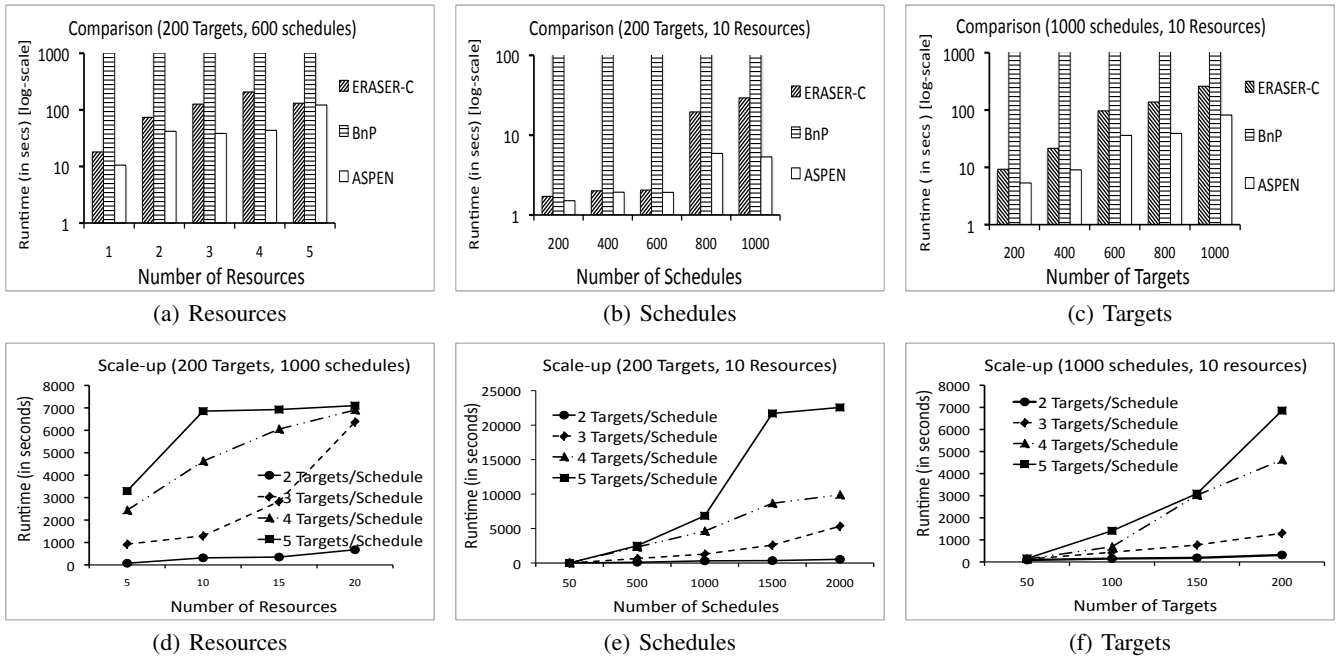 Comparison (200 Targets, 600 schedules)
Runtime (in secs) [log-scale]
1000
100
10
1
1 2 3 4 5
Number of Resources
ERASER-C
BnP
ASPEN
(a) Resources
Comparison (200 Targets, 10 Resources)
Runtime (in secs) [log-scale]
100
10
1
200 400 600 800 1000
Number of Schedules
ERASER-C
BnP
ASPEN
(b) Schedules
Comparison (1000 schedules, 10 Resources)
Runtime ( in secs ) [log-scale]
1000
100
10
1
200 400 600 800 1000
Number of Targets
ERASER-C
BnP
ASPEN
(c) Targets
Scale-up (200 Targets, 1000 schedules)
Runtime (in seconds)
8000
7000
6000
5000
4000
3000
2000
1000
0
5 10 15 20
Number of Resources
2 Targets/Schedule
3 Targets/Schedule
4 Targets/Schedule
5 Targets/Schedule
(d) Resources
Scale-up (200 Targets, 10 Resources)
Runtime (in seconds)
25000
20000
15000
10000
5000
0
50 500 1000 1500 2000
Number of Schedules
2 Targets/Schedule
3 Targets/Schedule
4 Targets/Schedule
5 Targets/Schedule
(e) Schedules
Scale-up (1000 schedules, 10 resources)
Runtime (in seconds)
8000
7000
6000
5000
4000
3000
2000
1000
0
50 100 150 200
Number of Targets
2 Targets/Schedule
3 Targets/Schedule
4 Targets/Schedule
5 Targets/Schedule
(f) Targets